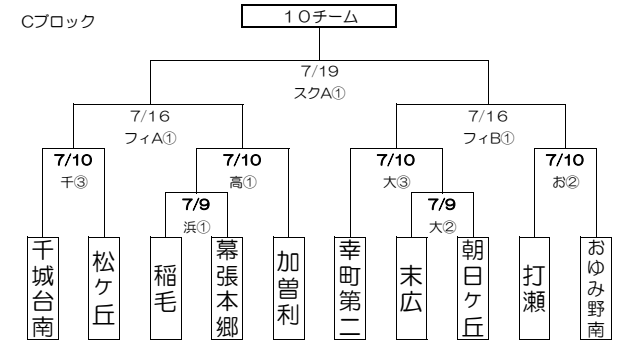 Cブロック
10チーム
7/19
スクA①
7/16
フィA①
7/16
フィB①
7/10
千③
7/10
高①
7/10
大③
7/10
お②
7/9
浜①
7/9
大②
千城台南
松ヶ丘
稲毛
幕張本郷
加曽利
幸町第二
末広
朝日ヶ丘
打瀬
おゆみ野南